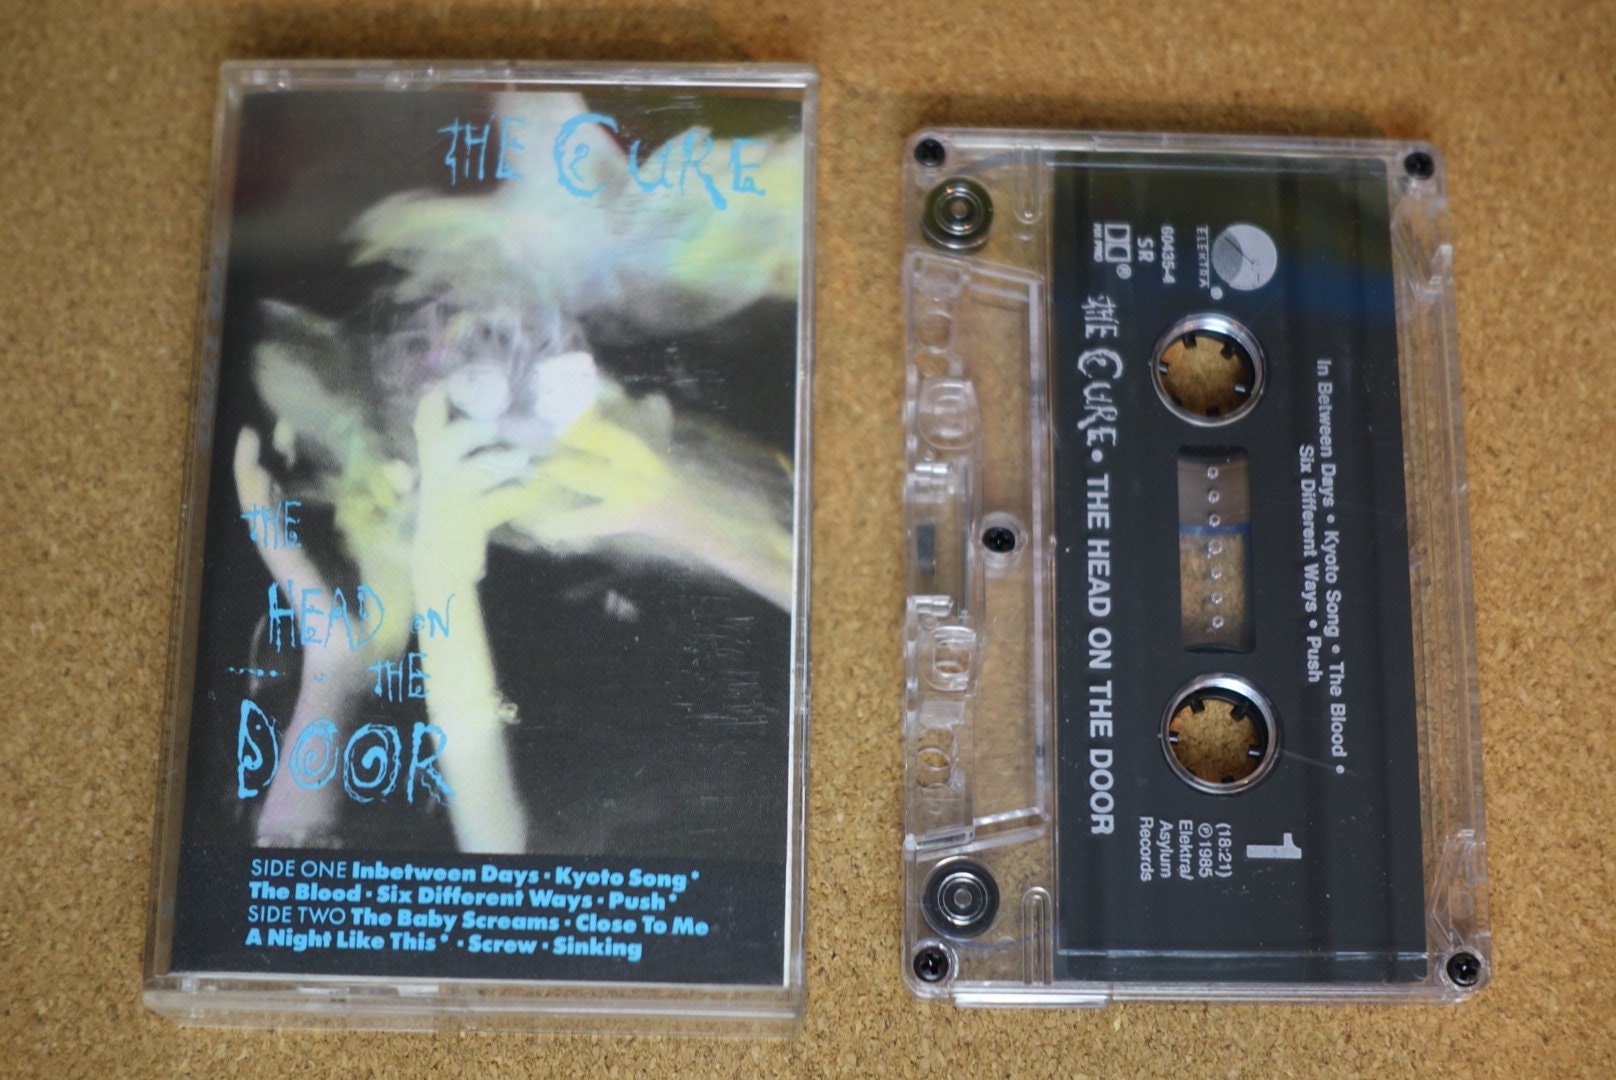 THE CURE
THE
HEAD ON
THE
DOOR
SIDE ONE Inbetween Days · Kyoto Song*
The Blood · Six Different Ways · Push*
SIDE TWO The Baby Screams · Close To Me
A Night Like This* · Screw · Sinking
In Between Days • Kyoto Song • The Blood •
Six Different Ways • Push
ELEKTRA
60435-4
SR
DD®
HX PRO
1
(18:21)
℗1985
Elektra/
Asylum
Records
THE CURE • THE HEAD ON THE DOOR